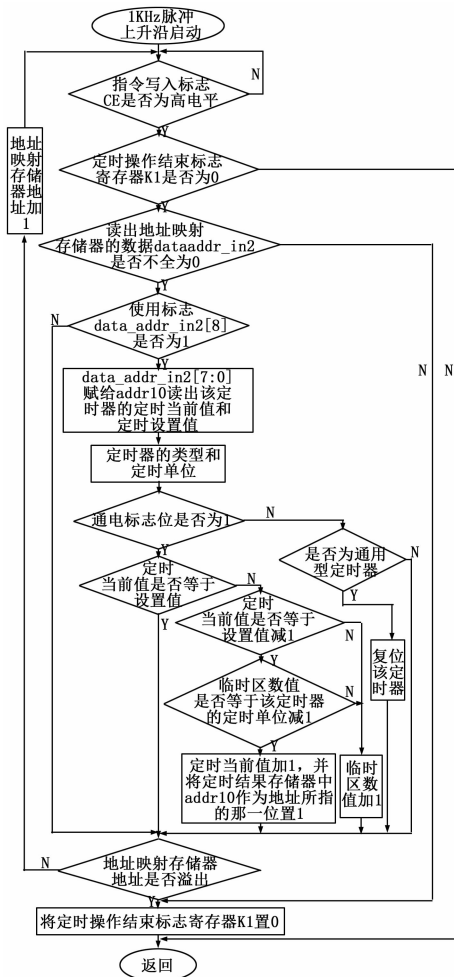 1KHz脉冲
上升沿启动
指令写入标志
CE是否为高电平
N
Y
地址
映射
存储
器地
址加
1
定时操作结束标志
寄存器K1是否为0
Y
读出地址映射
存储器的数据dataaddr_in2
是否不全为0
Y
N
使用标志
data_addr_in2[8]
是否为1
Y
N
N
data_addr_in2[7:0]
赋给addr10读出该定
时器的定时当前值和
定时设置值
定时器的类型和
定时单位
通电标志位是否为1
N
Y
是否为通用
型定时器
N
Y
定时
当前值是否等于
设置值
N
Y
定时
当前值是否等于
设置值减1
N
Y
复位
该定
时器
临时区数值
是否等于该定时器
的定时单位减1
N
Y
定时当前值加1，并
将定时结果存储器中
addr10作为地址所指
的那一位置1
临时
区数
值加1
N
地址映射存储器
地址是否溢出
Y
将定时操作结束标志寄存器K1置0
返回